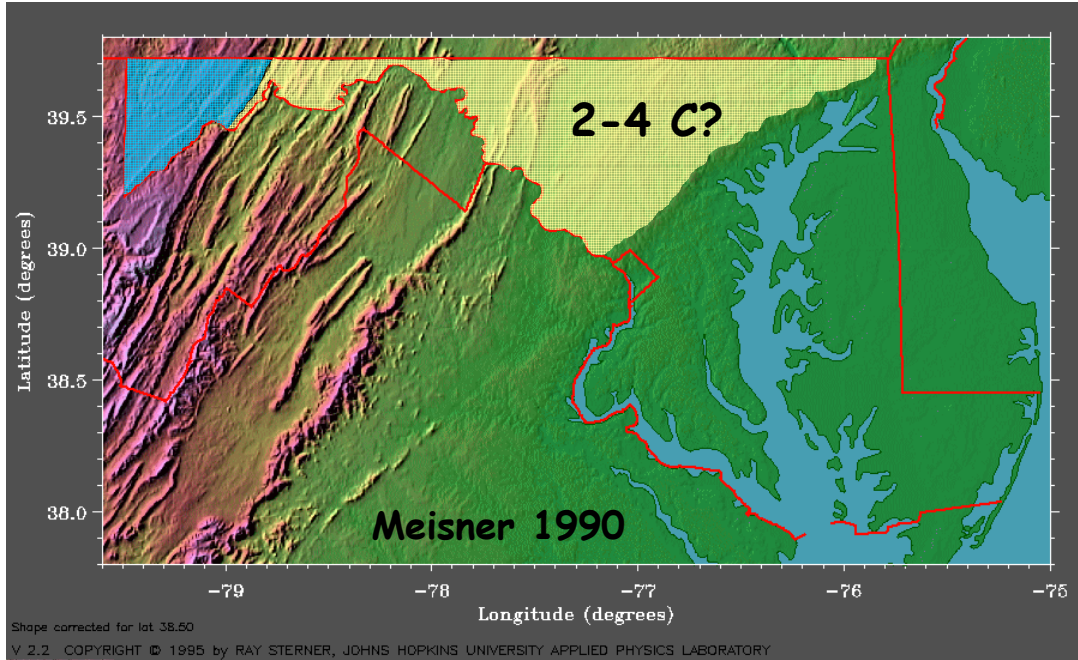 2-4 C?
39.5
39.0
38.5
38.0
Latitude (degrees)
Meisner 1990
-79
-78
-77
-76
-75
Longitude (degrees)
Shape corrected for lat 38.50
V 2.2 COPYRIGHT © 1995 by RAY STERNER, JOHNS HOPKINS UNIVERSITY APPLIED PHYSICS LABORATORY